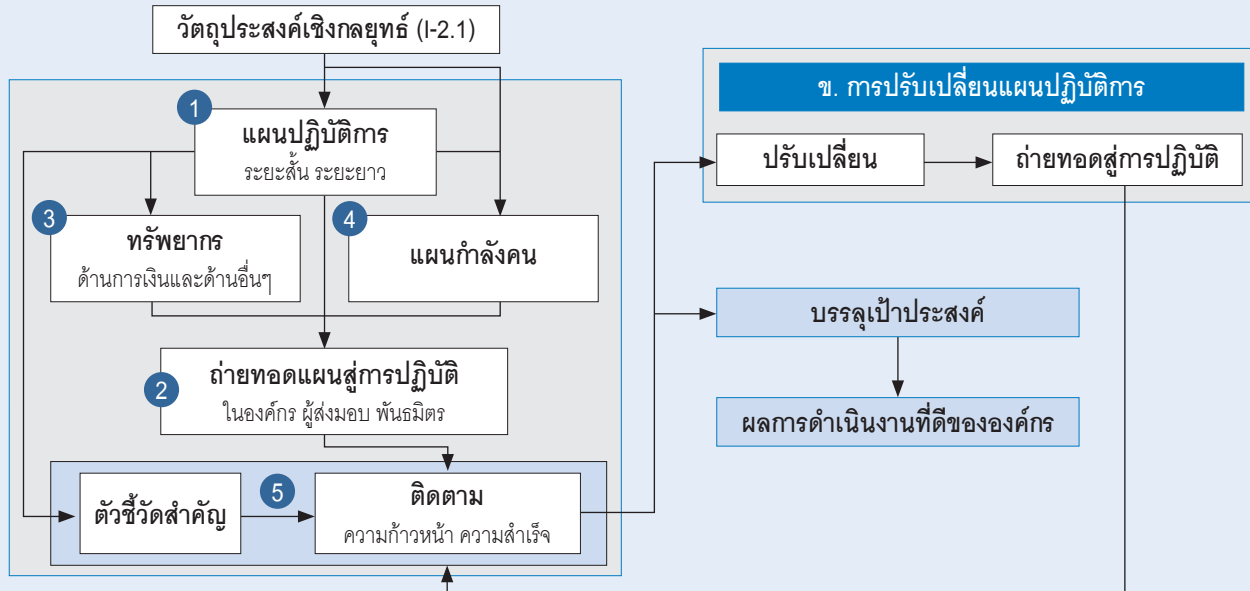 วัตถุประสงค์เชิงกลยุทธ์ (I-2.1)
1
แผนปฏิบัติการ
ระยะสั้น ระยะยาว
3
ทรัพยากร
ด้านการเงินและด้านอื่นๆ
4
แผนกำลังคน
2
ถ่ายทอดแผนสู่การปฏิบัติ
ในองค์กร ผู้ส่งมอบ พันธมิตร
ตัวชี้วัดสำคัญ
5
ติดตาม
ความก้าวหน้า ความสำเร็จ
ข. การปรับเปลี่ยนแผนปฏิบัติการ
ปรับเปลี่ยน
ถ่ายทอดสู่การปฏิบัติ
บรรลุเป้าประสงค์
ผลการดำเนินงานที่ดีขององค์กร